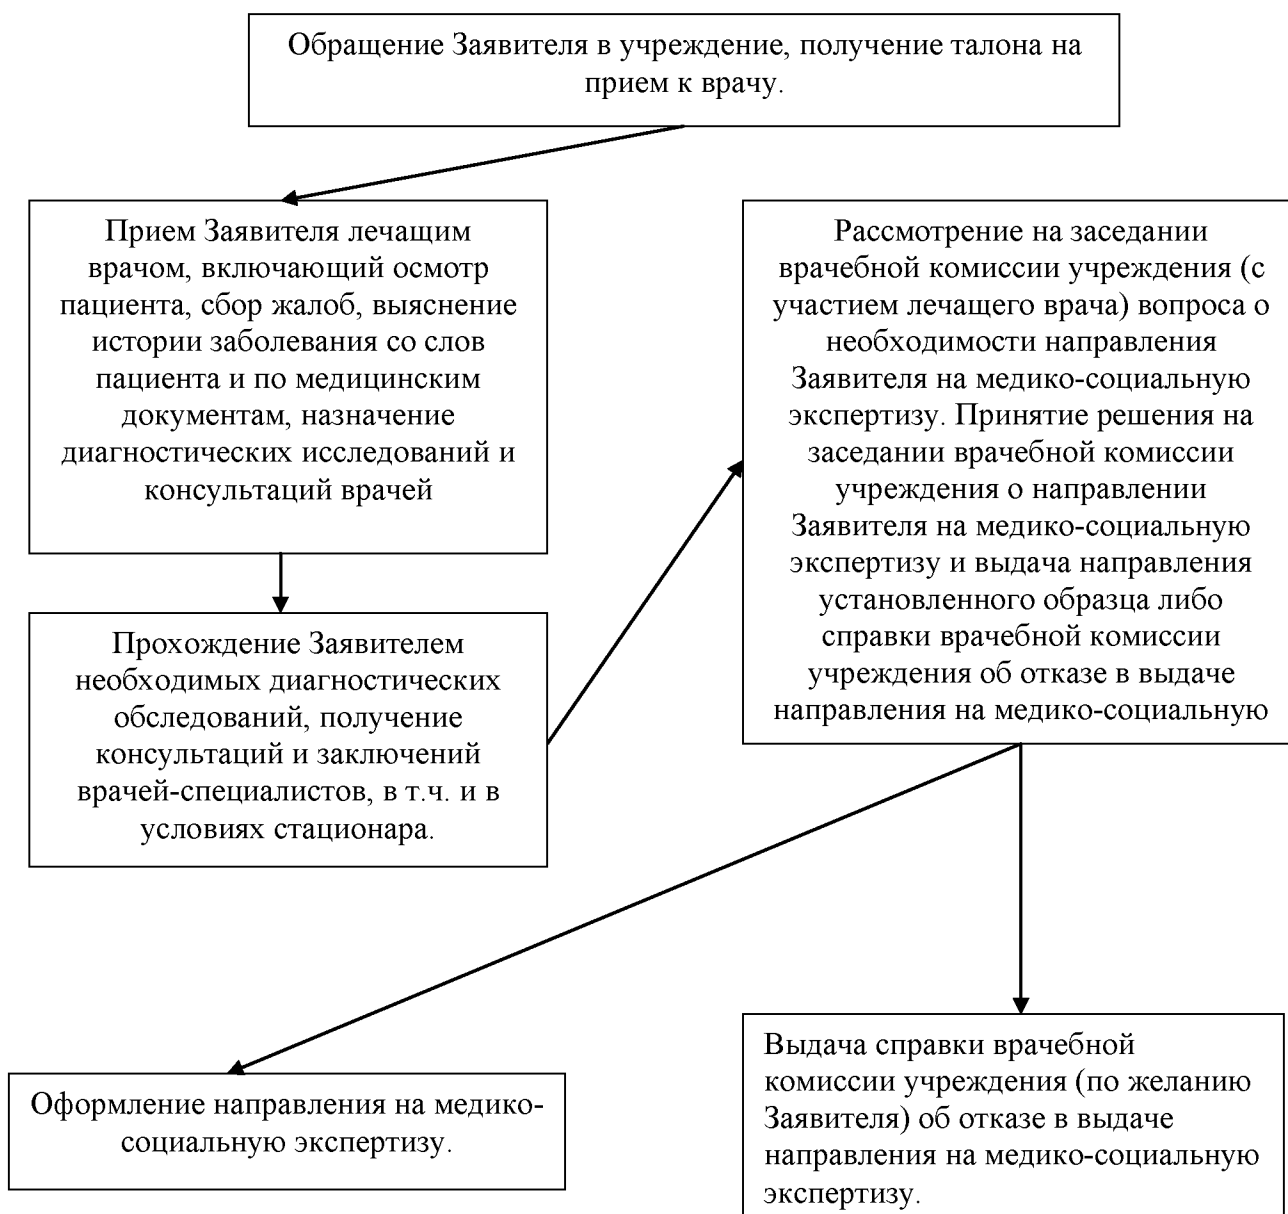 Обращение Заявителя в учреждение, получение талона на
прием к врачу.
Прием Заявителя лечащим
врачом, включающий осмотр
пациента, сбор жалоб, выяснение
истории заболевания со слов
пациента и по медицинским
документам, назначение
диагностических исследований и
консультаций врачей
Прохождение Заявителем
необходимых диагностических
обследований, получение
консультаций и заключений
врачей-специалистов, в т.ч. и в
условиях стационара.
Рассмотрение на заседании
врачебной комиссии учреждения (с
участием лечащего врача) вопроса о
необходимости направления
Заявителя на медико-социальную
экспертизу. Принятие решения на
заседании врачебной комиссии
учреждения о направлении
Заявителя на медико-социальную
экспертизу и выдача направления
установленного образца либо
справки врачебной комиссии
учреждения об отказе в выдаче
направления на медико-социальную
Оформление направления на медико-
социальную экспертизу.
Выдача справки врачебной
комиссии учреждения (по желанию
Заявителя) об отказе в выдаче
направления на медико-социальную
экспертизу.